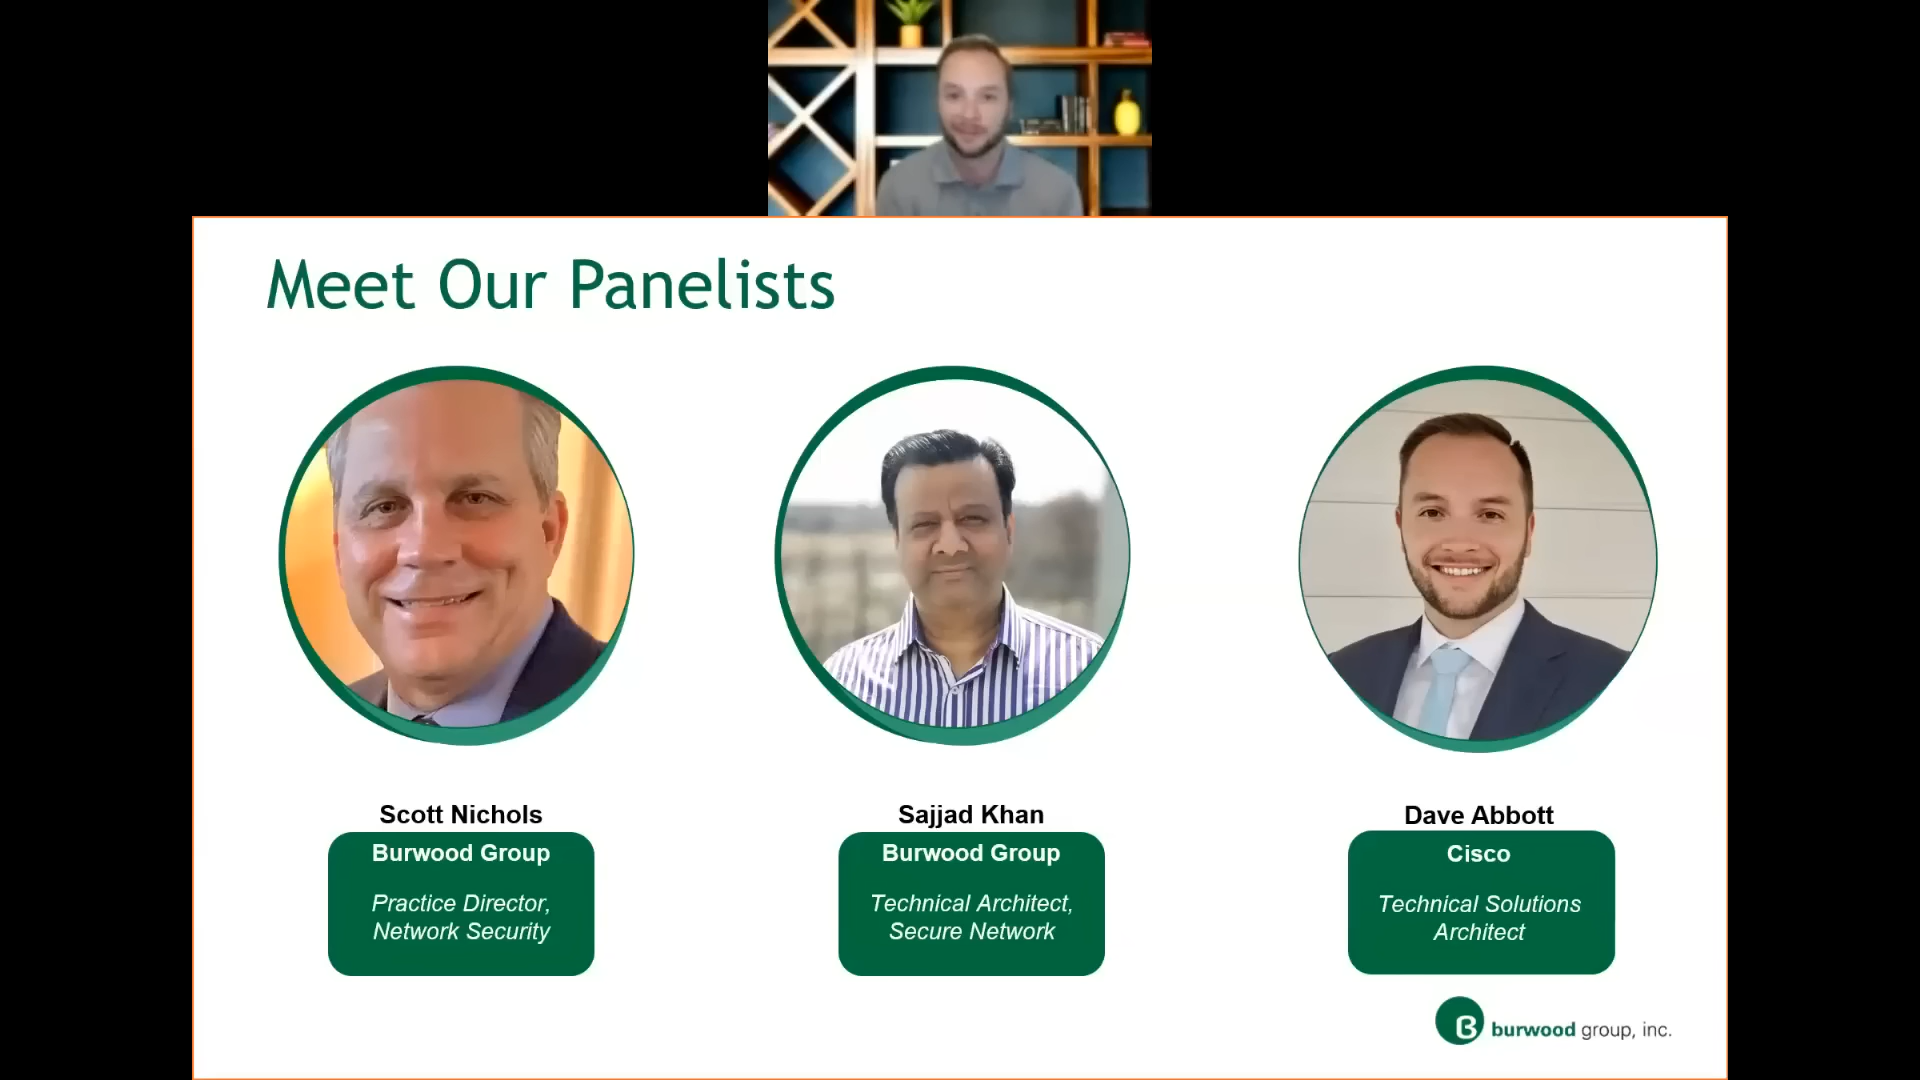 Meet Our Panelists
Scott Nichols
Burwood Group
Practice Director,
Network Security
Sajjad Khan
Burwood Group
Technical Architect,
Secure Network
Dave Abbott
Cisco
Technical Solutions
Architect
burwood group, inc.